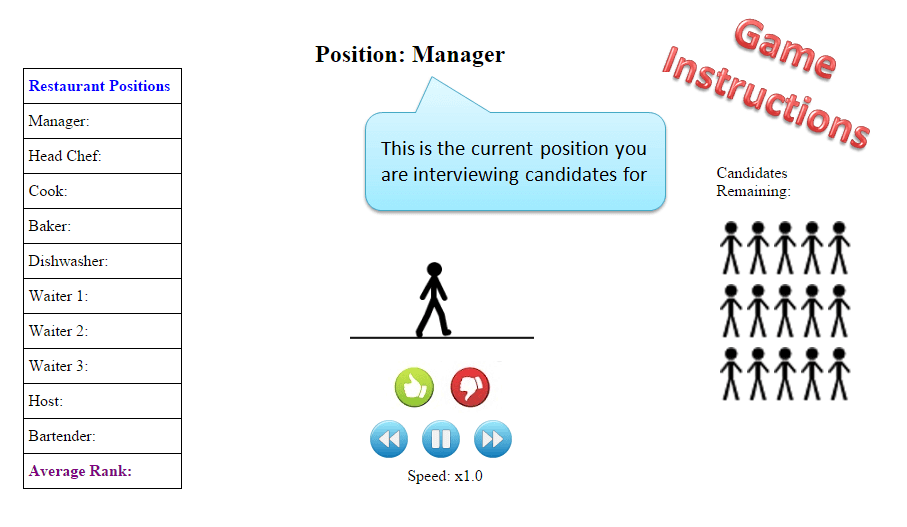 Position: Manager
Game
Instructions
Restaurant Positions
Manager:
Head Chef:
Cook:
Baker:
Dishwasher:
Waiter 1:
Waiter 2:
Waiter 3:
Host:
Bartender:
Average Rank:
This is the current position you
are interviewing candidates for
Candidates
Remaining:
Speed: x1.0